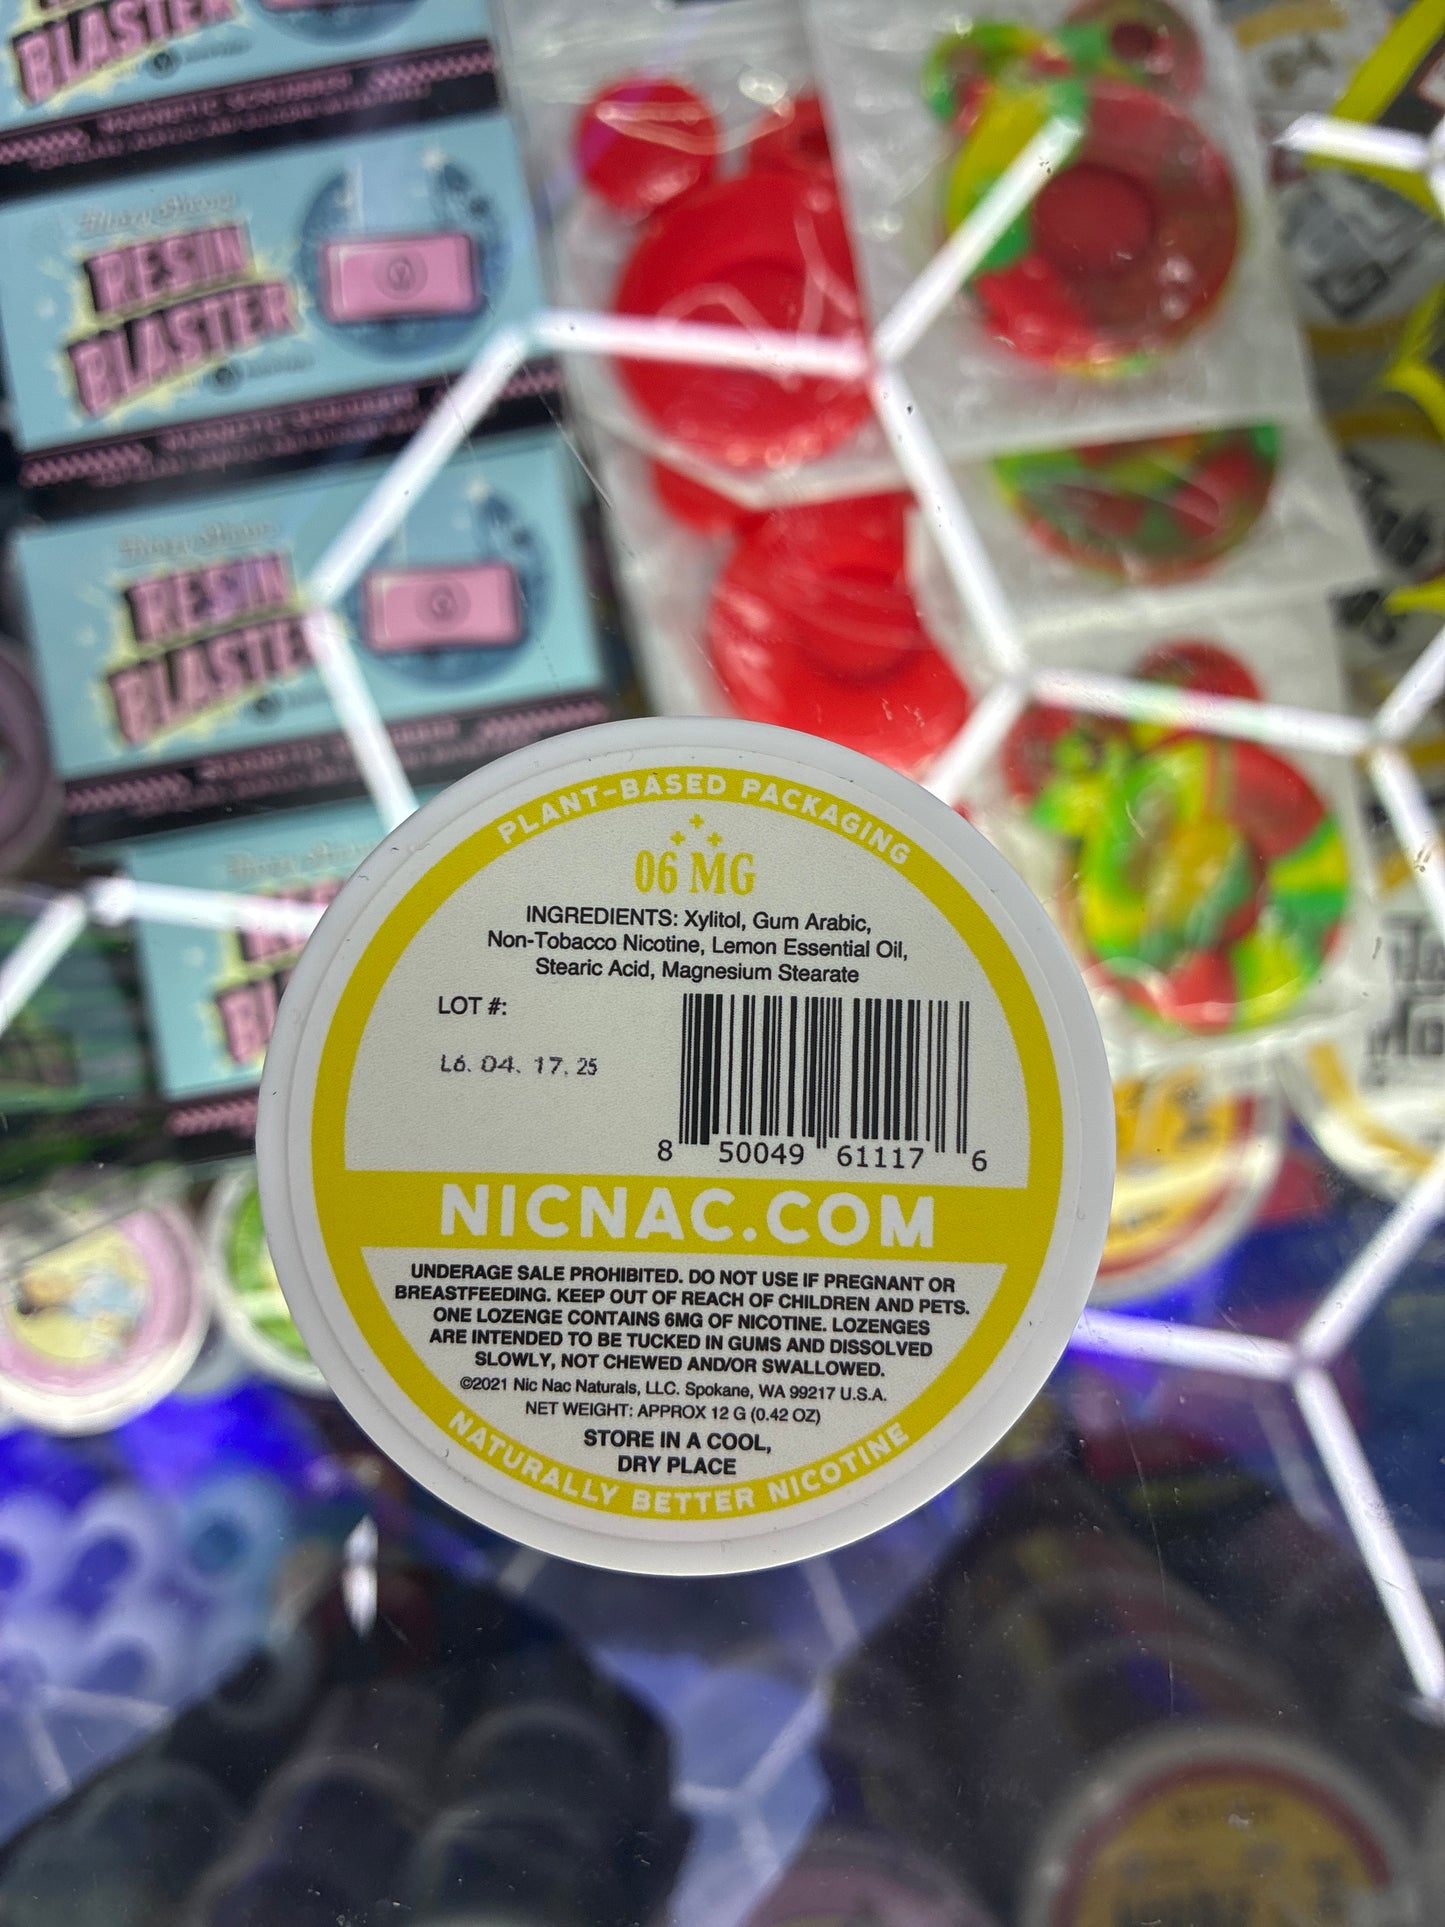 BLASTER
RESIN
BLASTER
RESIN
BLASTER
PLANT-BASED PACKAGING
06 MG
INGREDIENTS: Xylitol, Gum Arabic,
Non-Tobacco Nicotine, Lemon Essential Oil,
Stearic Acid, Magnesium Stearate
LOT #:
L6. 04. 17. 25
8 50049 61117 6
NICNAC.COM
UNDERAGE SALE PROHIBITED. DO NOT USE IF PREGNANT OR
BREASTFEEDING. KEEP OUT OF REACH OF CHILDREN AND PETS.
ONE LOZENGE CONTAINS 6MG OF NICOTINE. LOZENGES
ARE INTENDED TO BE TUCKED IN GUMS AND DISSOLVED
SLOWLY, NOT CHEWED AND/OR SWALLOWED.
©2021 Nic Nac Naturals, LLC. Spokane, WA 99217 U.S.A.
NET WEIGHT: APPROX 12 G (0.42 OZ)
STORE IN A COOL,
DRY PLACE
NATURALLY BETTER NICOTINE